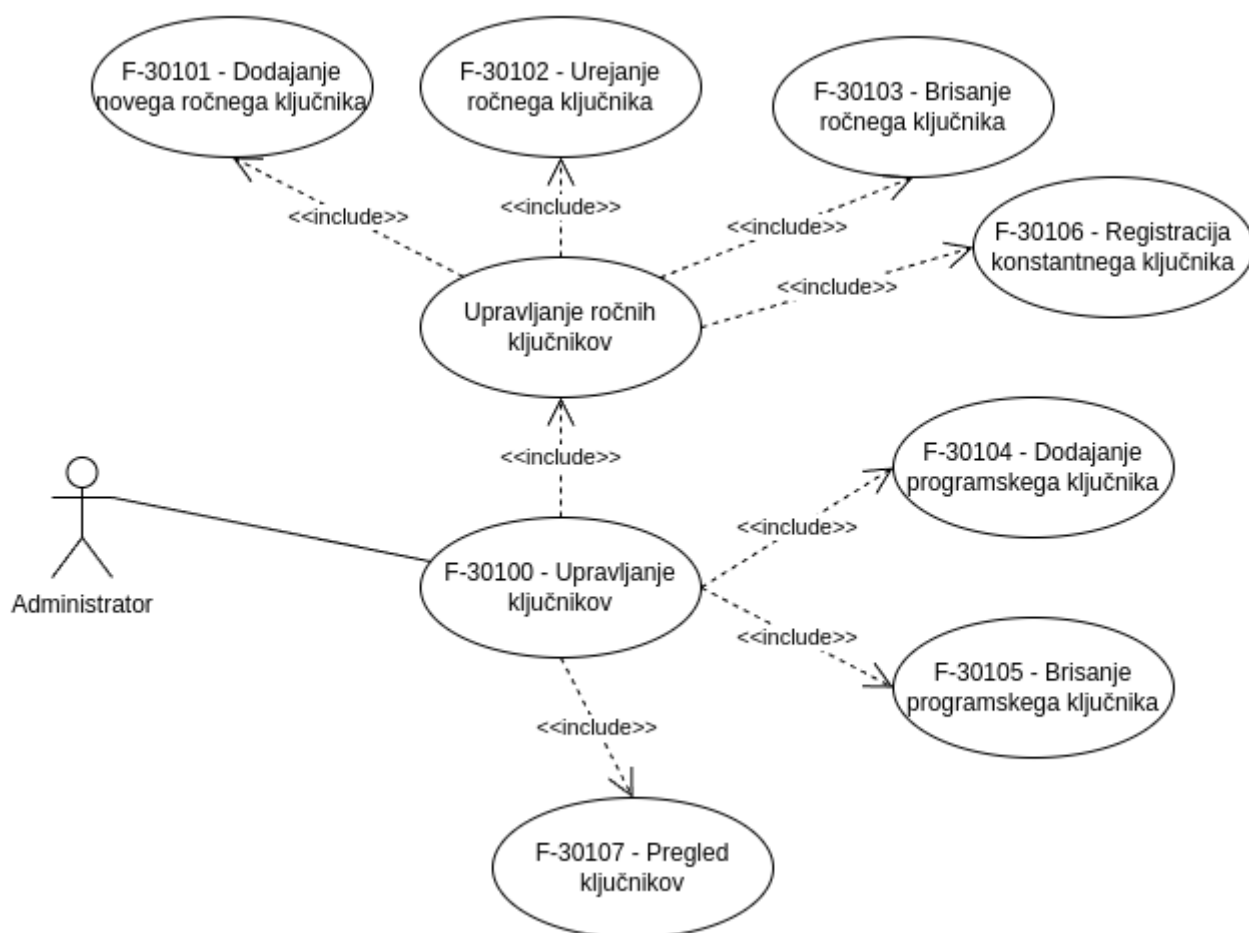 F-30101 - Dodajanje
novega ročnega ključnika
F-30102 - Urejanje
ročnega ključnika
F-30103 - Brisanje
ročnega ključnika
F-30106 - Registracija
konstantnega ključnika
<<include>>
<<include>>
<<include>>
<<include>>
Upravljanje ročnih
ključnikov
<<include>>
F-30104 - Dodajanje
programskega ključnika
<<include>>
Administrator
F-30100 - Upravljanje
ključnikov
<<include>>
F-30105 - Brisanje
programskega ključnika
<<include>>
F-30107 - Pregled
ključnikov